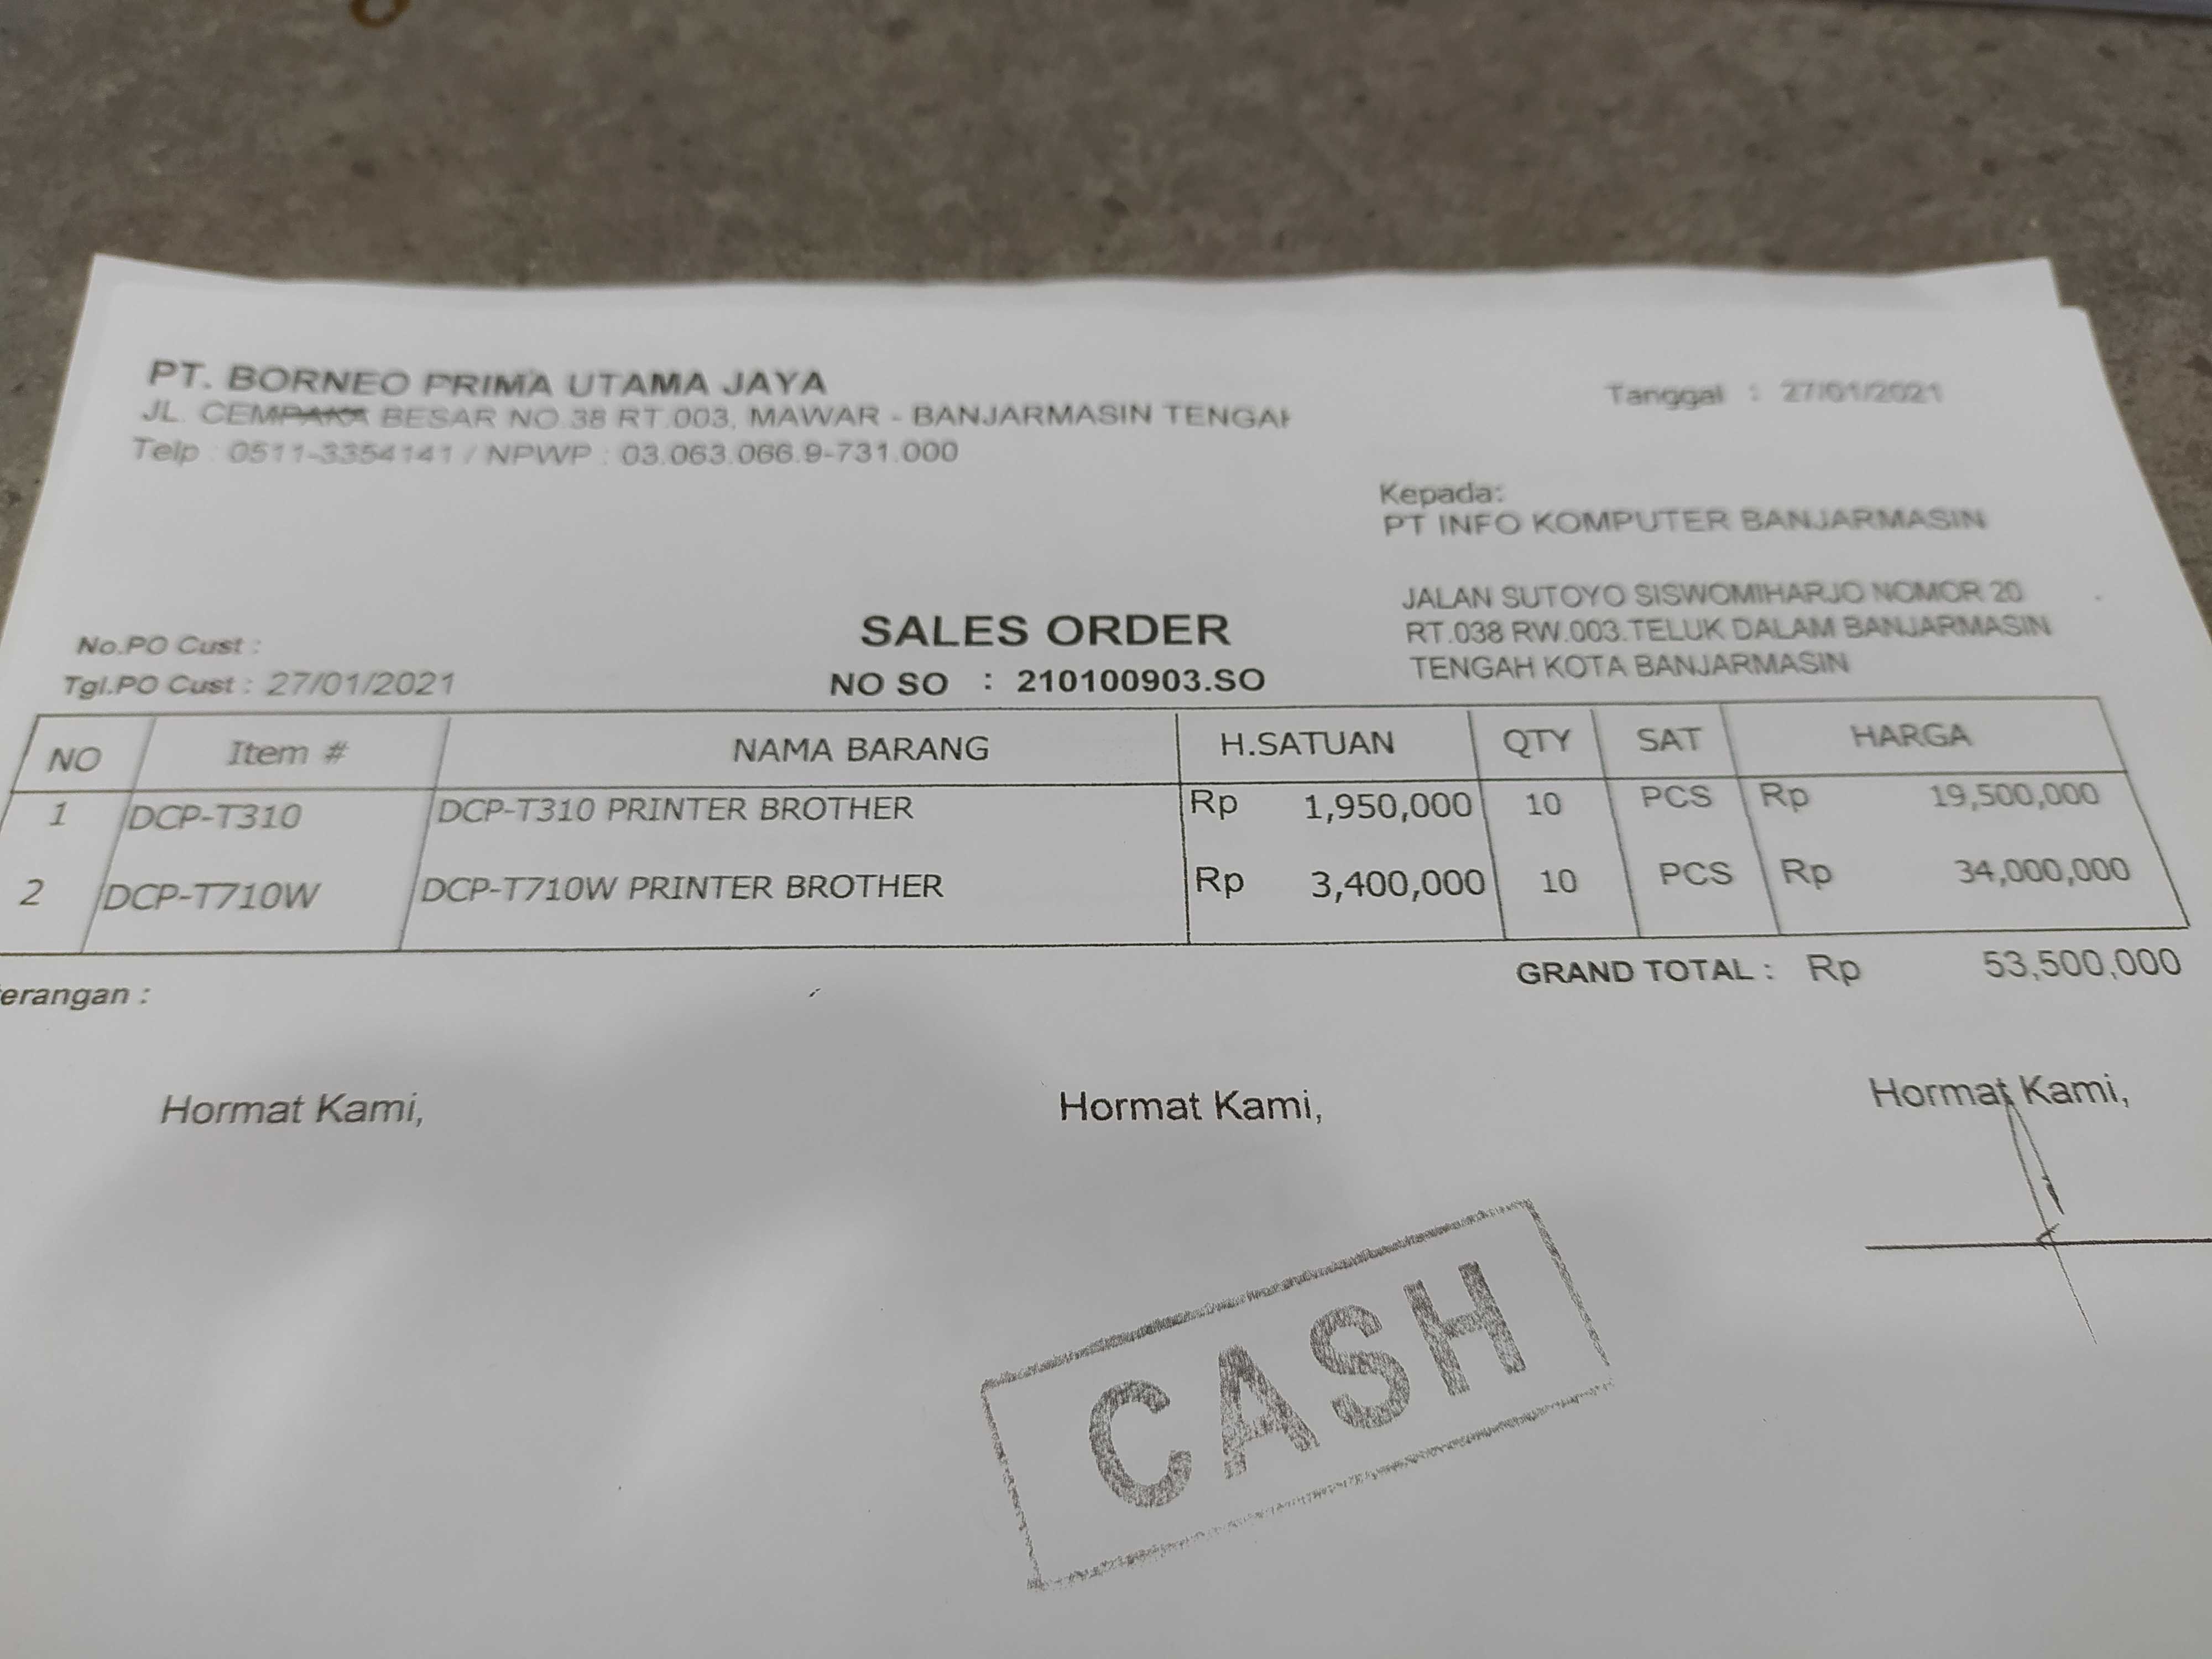 PT. BORNEO PRIMA UTAMA JAYA
JL. CEMPAKA BESAR NO.38 RT.003, MAWAR - BANJARMASIN TENGAH
Telp : 0511-3354141 / NPWP : 03.063.066.9-731.000
Tanggal : 27/01/2021
Kepada:
PT INFO KOMPUTER BANJARMASIN
JALAN SUTOYO SISWOMIHARJO NOMOR 20
RT.038 RW.003.TELUK DALAM BANJARMASIN
TENGAH KOTA BANJARMASIN
SALES ORDER
NO SO : 210100903.SO
No.PO Cust :
Tgl.PO Cust : 27/01/2021
NO Item # NAMA BARANG H.SATUAN QTY SAT HARGA
1 DCP-T310 DCP-T310 PRINTER BROTHER Rp 1,950,000 10 PCS Rp 19,500,000
2 DCP-T710W DCP-T710W PRINTER BROTHER Rp 3,400,000 10 PCS Rp 34,000,000
GRAND TOTAL : Rp 53,500,000
erangan :
Hormat Kami, Hormat Kami, Hormat Kami,
CASH